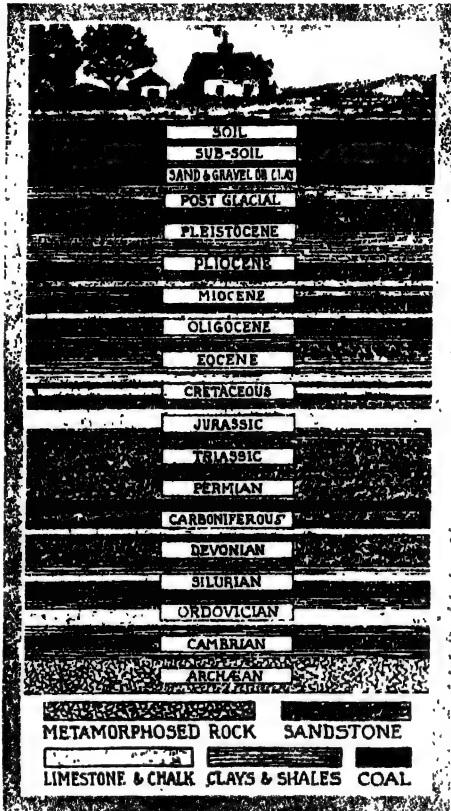 SOIL
SUB-SOIL
SAND & GRAVEL OR CLAY
POST GLACIAL
PLEISTOCENE
PLIOCENE
MIOCENE
OLIGOCENE
EOCENE
CRETACEOUS
JURASSIC
TRIASSIC
PERMIAN
CARBONIFEROUS
DEVONIAN
SILURIAN
ORDOVICIAN
CAMBRIAN
ARCHÆAN
METAMORPHOSED ROCK SANDSTONE
LIMESTONE & CHALK CLAYS & SHALES COAL